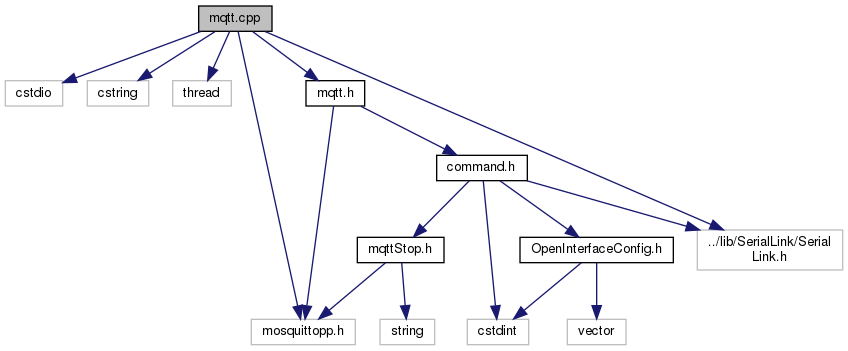 mqtt.cpp
cstdio
cstring
thread
mqtt.h
command.h
mqttStop.h
OpenInterfaceConfig.h
../lib/SerialLink/Serial
Link.h
mosquittopp.h
string
cstdint
vector